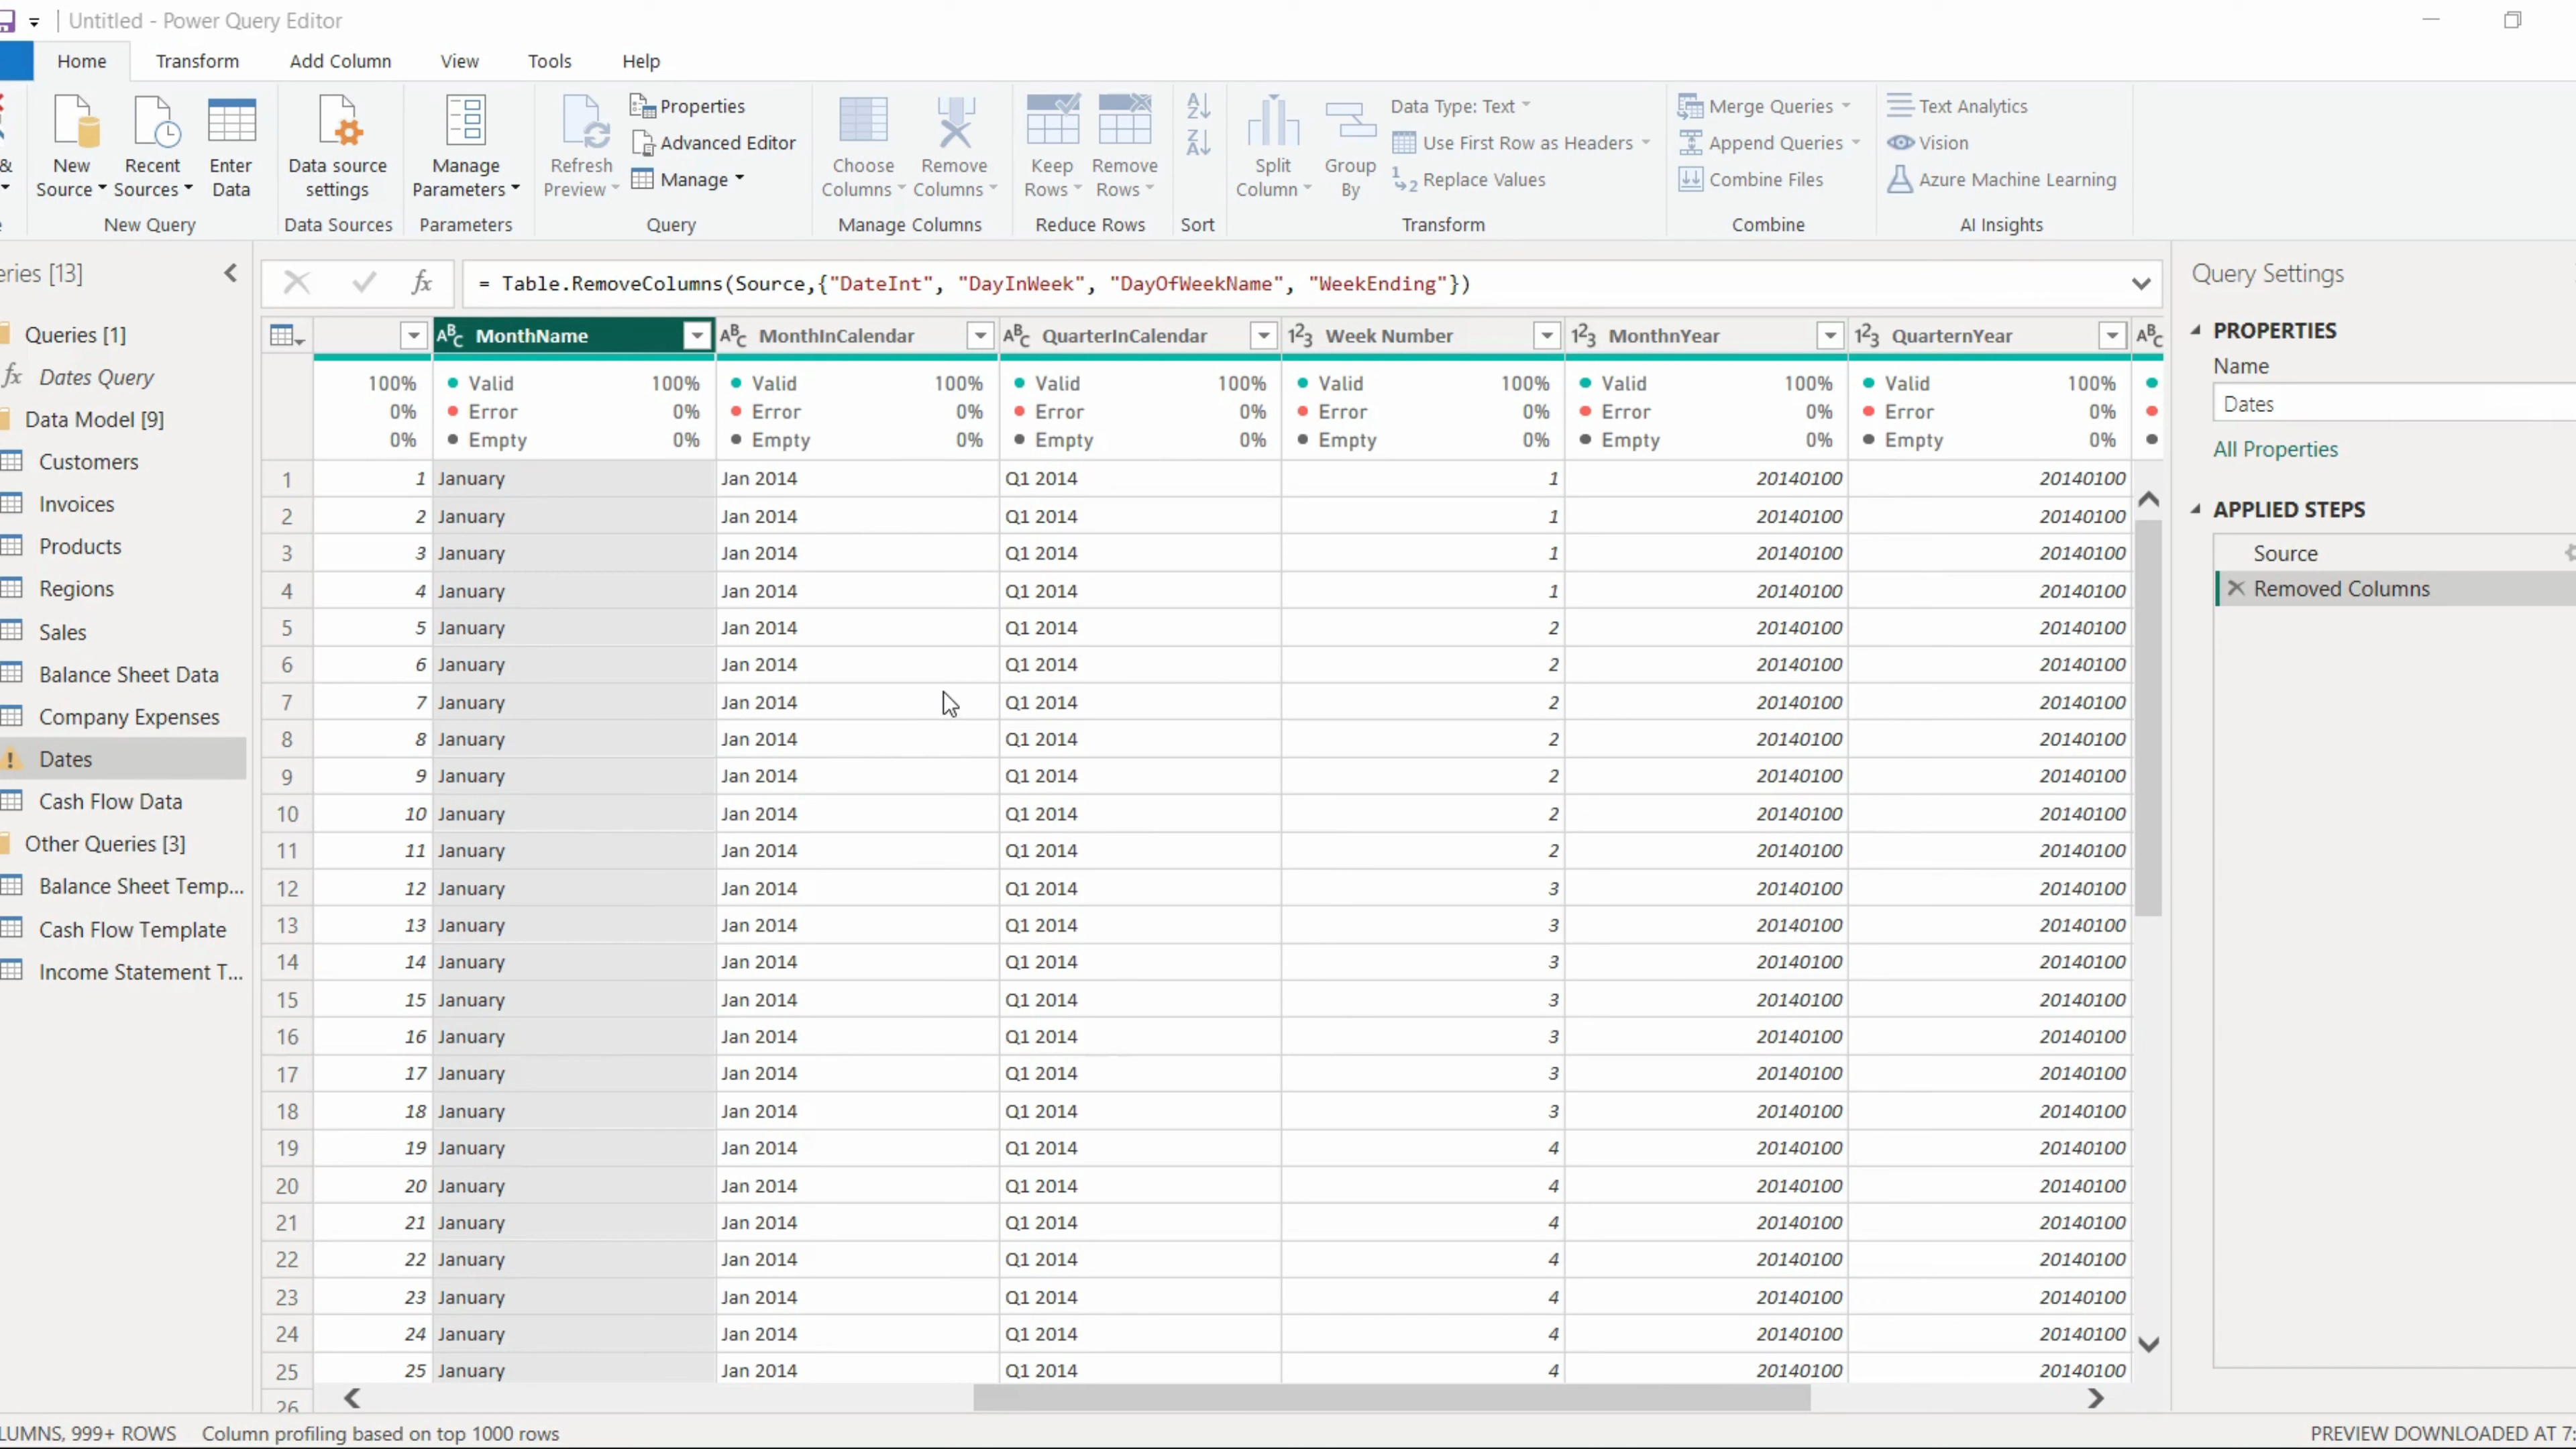 Untitled - Power Query Editor
Home Transform Add Column View Tools Help
New Source
Recent Sources
Enter Data
New Query
Data source settings
Data Sources
Manage Parameters
Parameters
Refresh Preview
Properties
Advanced Editor
Manage
Query
Choose Columns
Remove Columns
Manage Columns
Keep Rows
Remove Rows
Reduce Rows
Sort
Split Column
Group By
Data Type: Text
Use First Row as Headers
Replace Values
Transform
Merge Queries
Append Queries
Combine Files
Combine
Text Analytics
Vision
Azure Machine Learning
AI Insights
eries [13]
Queries [1]
fx Dates Query
Data Model [9]
Customers
Invoices
Products
Regions
Sales
Balance Sheet Data
Company Expenses
Dates
Cash Flow Data
Other Queries [3]
Balance Sheet Temp...
Cash Flow Template
Income Statement T...
fx = Table.RemoveColumns(Source,{"DateInt", "DayInWeek", "DayOfWeekName", "WeekEnding"})
ABC MonthName ABC MonthInCalendar ABC QuarterInCalendar 123 Week Number 123 MonthnYear 123 QuarternYear ABC
100% Valid 100% Valid 100% Valid 100% Valid 100% Valid 100% Valid 100%
0% Error 0% Error 0% Error 0% Error 0% Error 0% Error 0%
0% Empty 0% Empty 0% Empty 0% Empty 0% Empty 0% Empty 0%
1 1 January Jan 2014 Q1 2014 1 20140100 20140100
2 2 January Jan 2014 Q1 2014 1 20140100 20140100
3 3 January Jan 2014 Q1 2014 1 20140100 20140100
4 4 January Jan 2014 Q1 2014 1 20140100 20140100
5 5 January Jan 2014 Q1 2014 2 20140100 20140100
6 6 January Jan 2014 Q1 2014 2 20140100 20140100
7 7 January Jan 2014 Q1 2014 2 20140100 20140100
8 8 January Jan 2014 Q1 2014 2 20140100 20140100
9 9 January Jan 2014 Q1 2014 2 20140100 20140100
10 10 January Jan 2014 Q1 2014 2 20140100 20140100
11 11 January Jan 2014 Q1 2014 2 20140100 20140100
12 12 January Jan 2014 Q1 2014 3 20140100 20140100
13 13 January Jan 2014 Q1 2014 3 20140100 20140100
14 14 January Jan 2014 Q1 2014 3 20140100 20140100
15 15 January Jan 2014 Q1 2014 3 20140100 20140100
16 16 January Jan 2014 Q1 2014 3 20140100 20140100
17 17 January Jan 2014 Q1 2014 3 20140100 20140100
18 18 January Jan 2014 Q1 2014 3 20140100 20140100
19 19 January Jan 2014 Q1 2014 4 20140100 20140100
20 20 January Jan 2014 Q1 2014 4 20140100 20140100
21 21 January Jan 2014 Q1 2014 4 20140100 20140100
22 22 January Jan 2014 Q1 2014 4 20140100 20140100
23 23 January Jan 2014 Q1 2014 4 20140100 20140100
24 24 January Jan 2014 Q1 2014 4 20140100 20140100
25 25 January Jan 2014 Q1 2014 4 20140100 20140100
26
Query Settings
PROPERTIES
Name
Dates
All Properties
APPLIED STEPS
Source
Removed Columns
LUMNS, 999+ ROWS Column profiling based on top 1000 rows
PREVIEW DOWNLOADED AT 7: